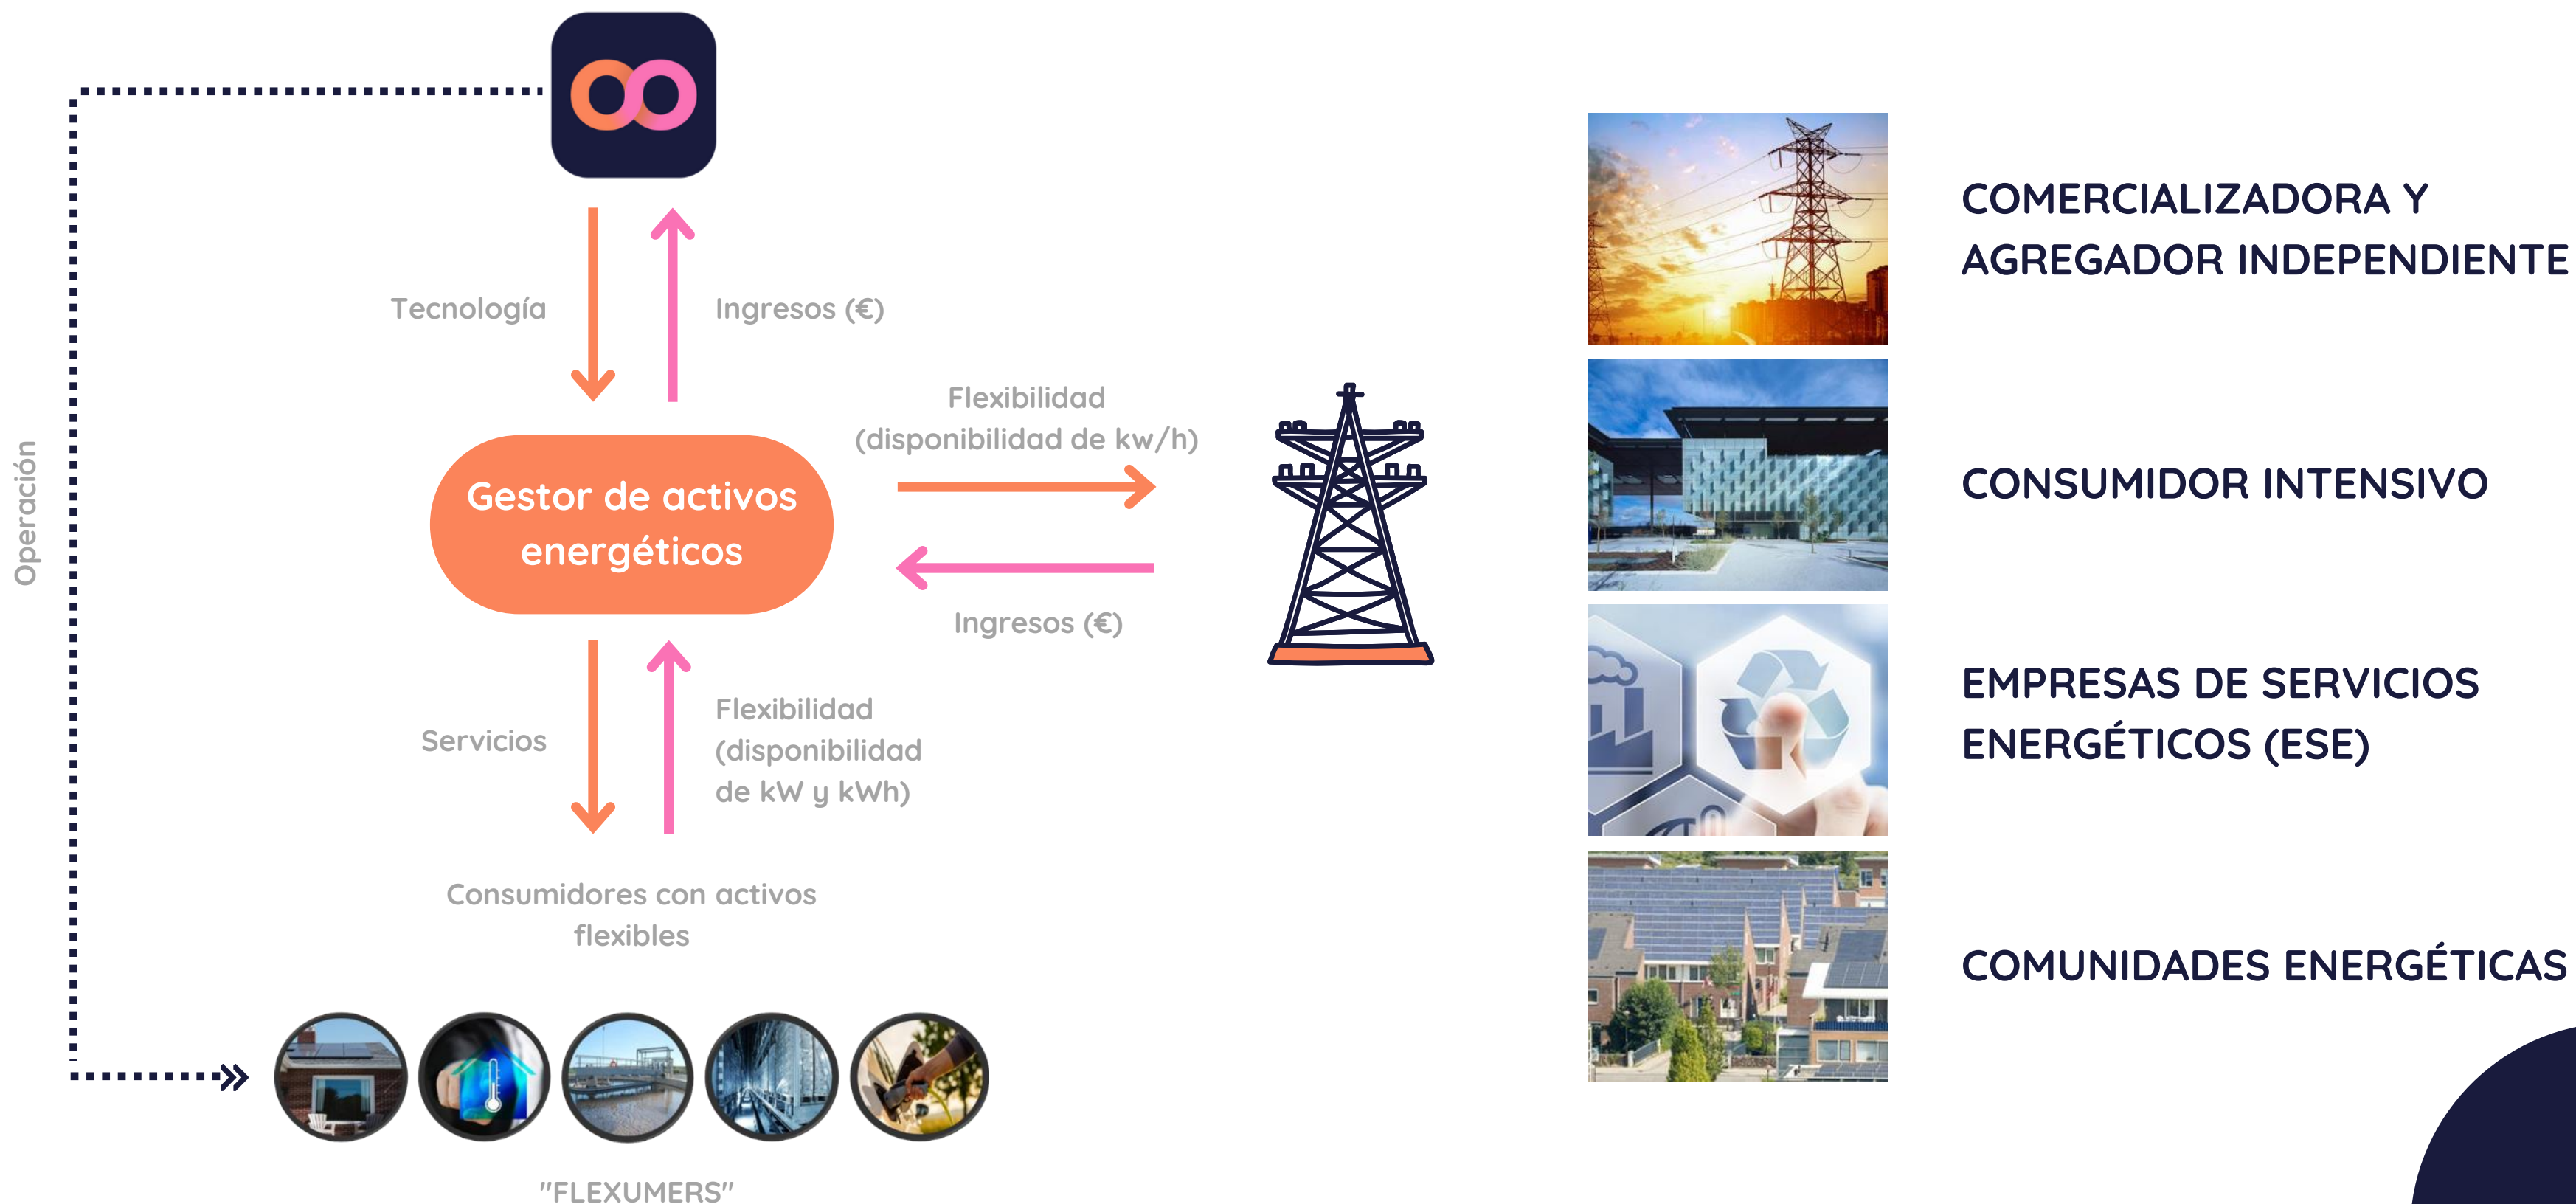 Operación
Tecnología
Ingresos (€)
Gestor de activos
energéticos
Flexibilidad
(disponibilidad de kw/h)
Ingresos (€)
Servicios
Flexibilidad
(disponibilidad
de kW y kWh)
Consumidores con activos
flexibles
"FLEXUMERS"
COMERCIALIZADORA Y
AGREGADOR INDEPENDIENTE
CONSUMIDOR INTENSIVO
EMPRESAS DE SERVICIOS
ENERGÉTICOS (ESE)
COMUNIDADES ENERGÉTICAS